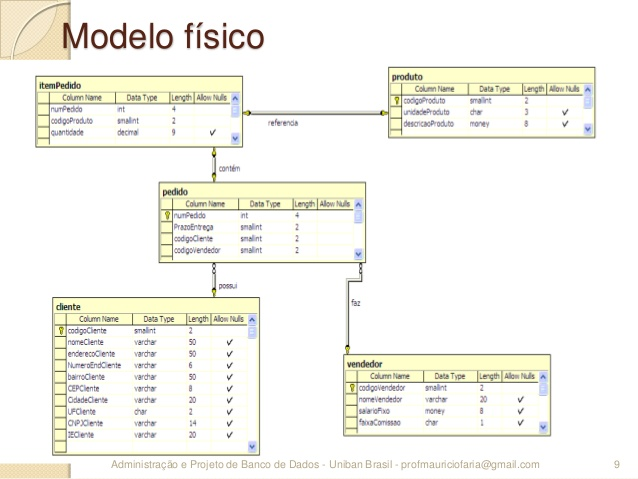 Modelo físico
itemPedido
Column Name Data Type Length Allow Nulls
numPedido int 4
codigoProduto smallint 2
quantidade decimal 9 ✓
produto
Column Name Data Type Length Allow Nulls
codigoProduto smallint 2
unidadeProduto char 3 ✓
descricaoProduto money 8 ✓
referencia
contém
pedido
Column Name Data Type Length Allow Nulls
numPedido int 4
PrazoEntrega smallint 2
codigoCliente smallint 2
codigoVendedor smallint 2
possui
faz
cliente
Column Name Data Type Length Allow Nulls
codigoCliente smallint 2
nomeCliente varchar 50 ✓
enderecoCliente varchar 50 ✓
NumeroEndCliente varchar 6 ✓
bairroCliente varchar 50 ✓
CEPCliente varchar 8 ✓
CidadeCliente varchar 20 ✓
UFCliente char 2 ✓
CNPJCliente varchar 14 ✓
IECliente varchar 20 ✓
vendedor
Column Name Data Type Length Allow Nulls
codigoVendedor smallint 2
nomeVendedor varchar 20 ✓
salarioFixo money 8 ✓
faixaComissao char 1 ✓
Administração e Projeto de Banco de Dados - Uniban Brasil - profmauriciofaria@gmail.com 9